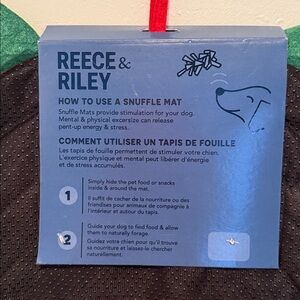 REECE &
RILEY
HOW TO USE A SNUFFLE MAT
Snuffle Mats provide stimulation for your dog.
Mental & physical excersize can release
pent-up energy & stress.
COMMENT UTILISER UN TAPIS DE FOUILLE
Les tapis de fouille permettent de stimuler votre chien.
L'exercice physique et mental peut libérer d'énergie
et de stress accumulés.
1
Simply hide the pet food or snacks
inside & around the mat.
Il suffit de cacher de la nourriture ou des
friandises pour animaux de compagnie à
l'intérieur et autour du tapis.
2
Guide your dog to find food & allow
them to naturally forage.
Guidez votre chien pour qu'il trouve
sa nourriture et laissez-le chercher
naturellement.